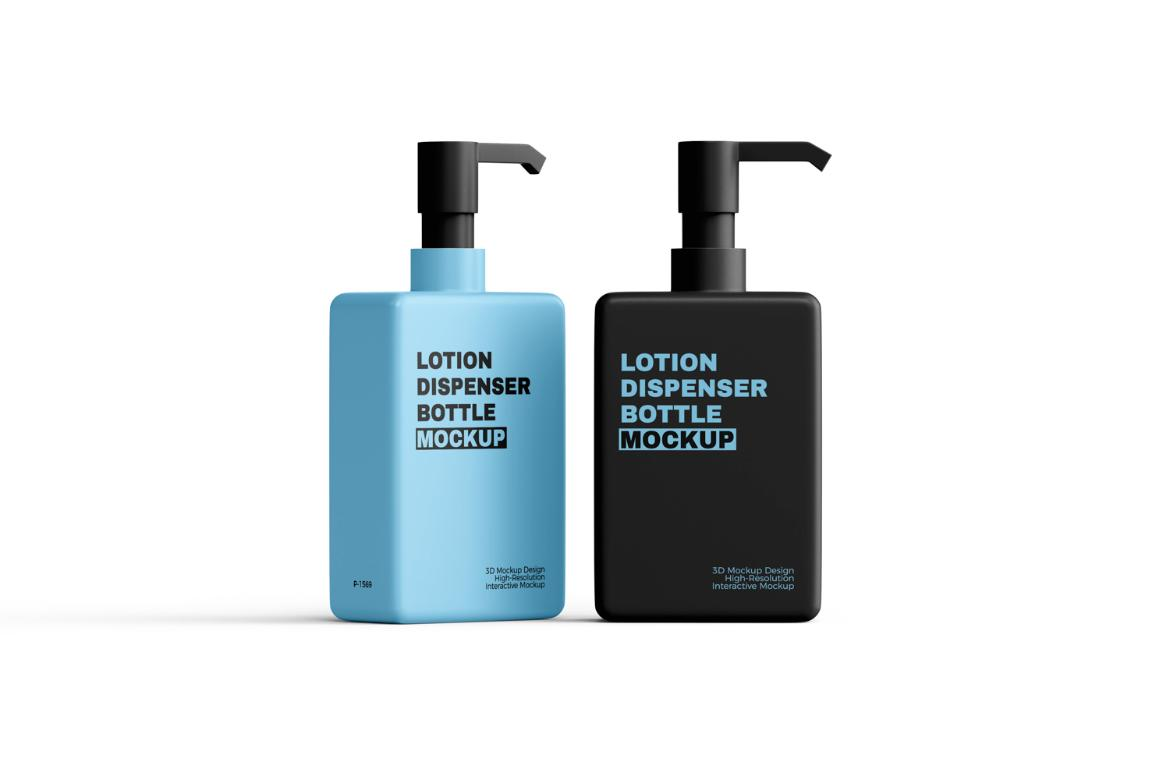 LOTION
DISPENSER
BOTTLE
MOCKUP
3D Mockup Design
High-Resolution
Interactive Mockup
P-1569
LOTION
DISPENSER
BOTTLE
MOCKUP
3D Mockup Design
High-Resolution
Interactive Mockup